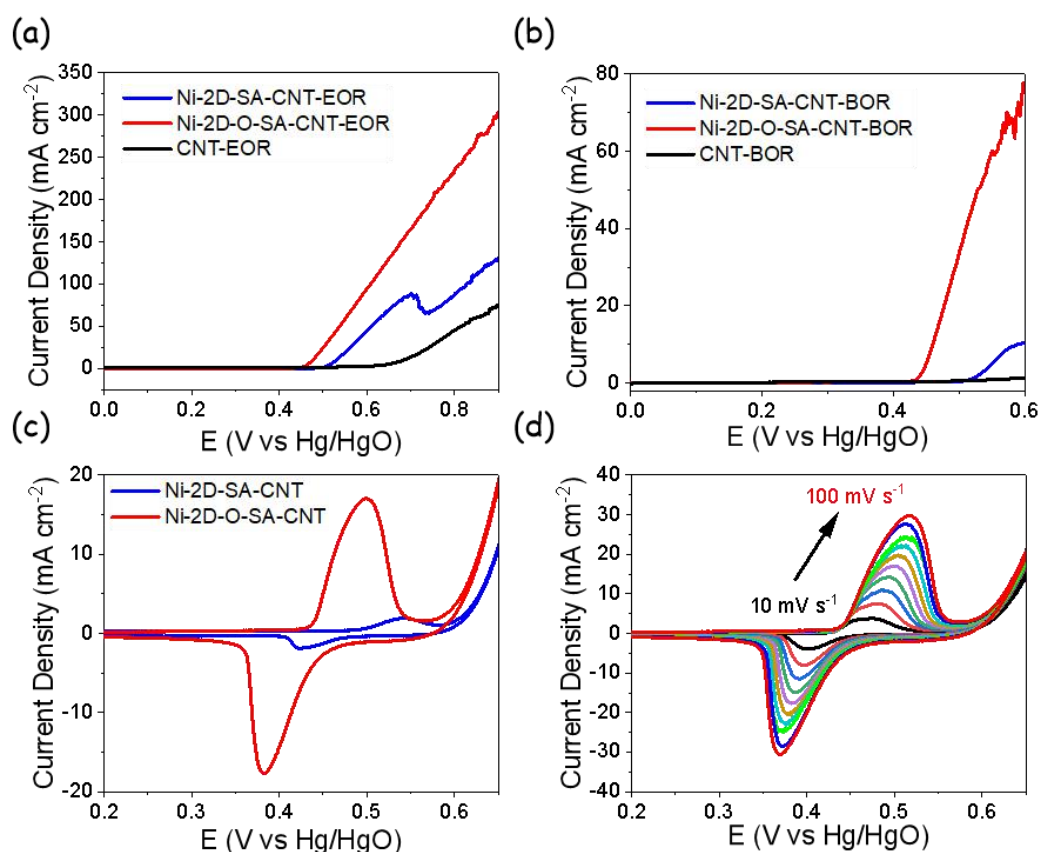 (a)
350
300
250
200
150
100
50
0
Current Density (mA cm⁻²)
Ni-2D-SA-CNT-EOR
Ni-2D-O-SA-CNT-EOR
CNT-EOR
0.0 0.2 0.4 0.6 0.8
E (V vs Hg/HgO)
(b)
80
60
40
20
0
Current Density (mA cm⁻²)
Ni-2D-SA-CNT-BOR
Ni-2D-O-SA-CNT-BOR
CNT-BOR
0.0 0.2 0.4 0.6
E (V vs Hg/HgO)
(c)
20
10
0
-10
-20
Current Density (mA cm⁻²)
Ni-2D-SA-CNT
Ni-2D-O-SA-CNT
0.2 0.3 0.4 0.5 0.6
E (V vs Hg/HgO)
(d)
40
30
20
10
0
-10
-20
-30
-40
Current Density (mA cm⁻²)
100 mV s⁻¹
10 mV s⁻¹
0.2 0.3 0.4 0.5 0.6
E (V vs Hg/HgO)